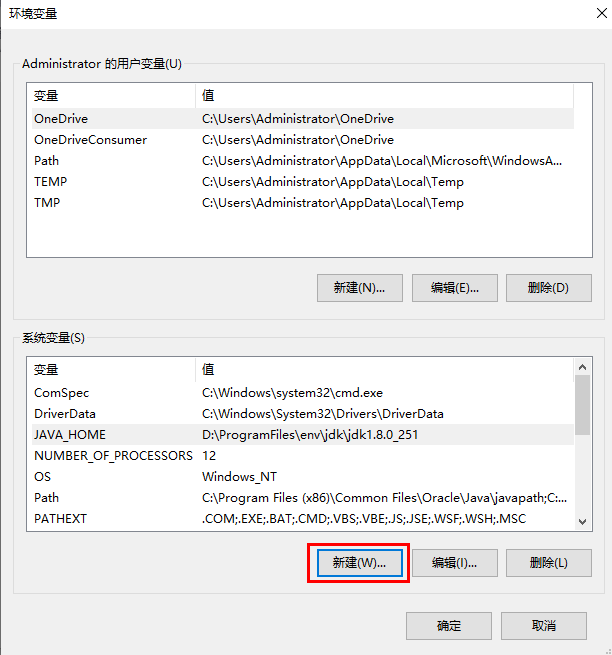 环境变量
Administrator 的用户变量(U)
变量 值
OneDrive C:\Users\Administrator\OneDrive
OneDriveConsumer C:\Users\Administrator\OneDrive
Path C:\Users\Administrator\AppData\Local\Microsoft\WindowsA...
TEMP C:\Users\Administrator\AppData\Local\Temp
TMP C:\Users\Administrator\AppData\Local\Temp
新建(N)... 编辑(E)... 删除(D)
系统变量(S)
变量 值
ComSpec C:\Windows\system32\cmd.exe
DriverData C:\Windows\System32\Drivers\DriverData
JAVA_HOME D:\ProgramFiles\env\jdk\jdk1.8.0_251
NUMBER_OF_PROCESSORS 12
OS Windows_NT
Path C:\Program Files (x86)\Common Files\Oracle\Java\javapath;C:...
PATHEXT .COM;.EXE;.BAT;.CMD;.VBS;.VBE;.JS;.JSE;.WSF;.WSH;.MSC
新建(W)... 编辑(I)... 删除(L)
确定 取消